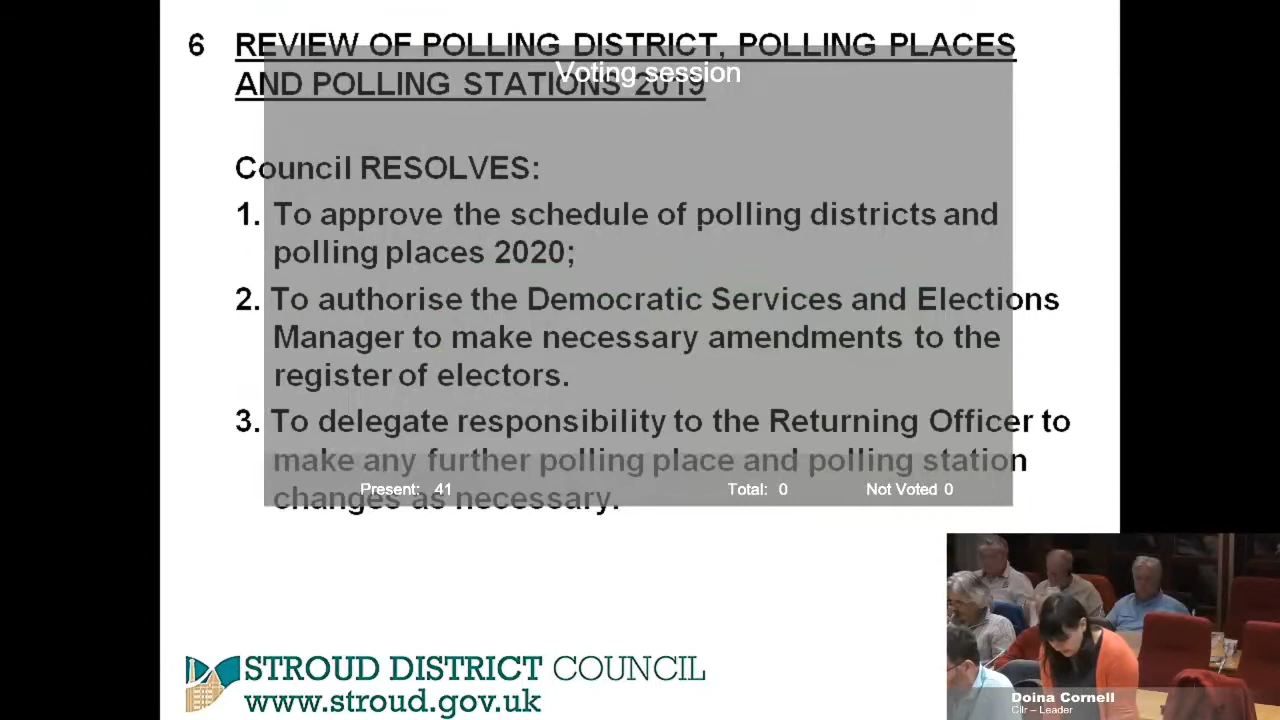 6 REVIEW OF POLLING DISTRICT, POLLING PLACES
AND POLLING STATIONS 2019
Voting session
Council RESOLVES:
1. To approve the schedule of polling districts and
polling places 2020;
2. To authorise the Democratic Services and Elections
Manager to make necessary amendments to the
register of electors.
3. To delegate responsibility to the Returning Officer to
make any further polling place and polling station
changes as necessary.
Present: 41 Total: 0 Not Voted 0
STROUD DISTRICT COUNCIL
www.stroud.gov.uk
Doina Cornell
Cllr – Leader